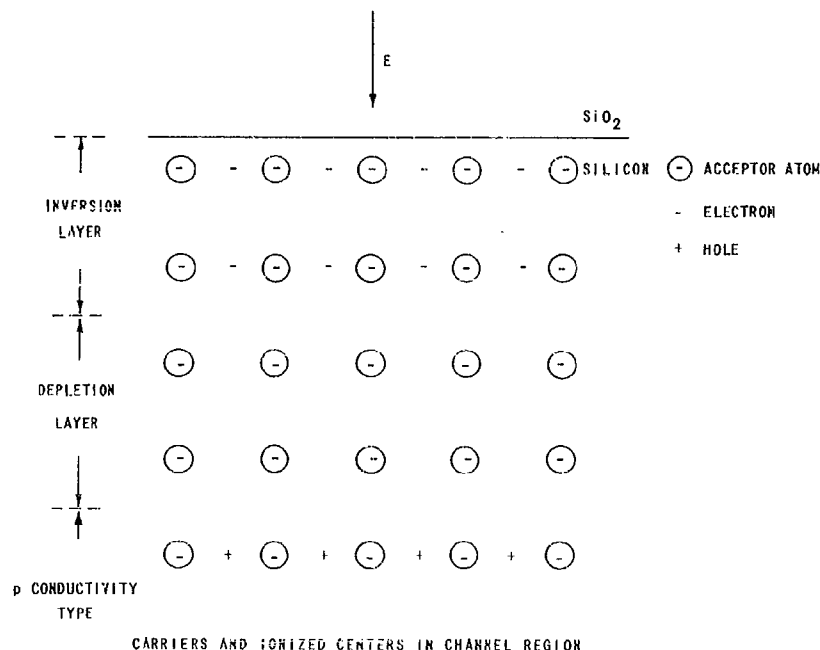 E
SiO2
SILICON
- ACCEPTOR ATOM
- ELECTRON
+ HOLE
INVERSION
LAYER
DEPLETION
LAYER
- + - + - + - + -
p CONDUCTIVITY
TYPE
CARRIERS AND IONIZED CENTERS IN CHANNEL REGION